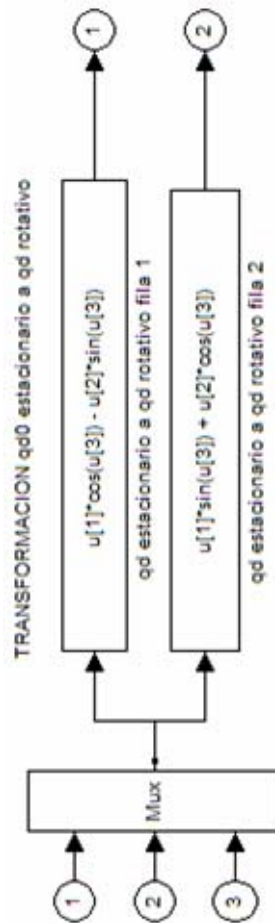 TRANSFORMACION qd0 estacionario a qd rotativo
1
2
3
Mux
u[1]*cos(u[3]) - u[2]*sin(u[3])
qd estacionario a qd rotativo fila 1
1
u[1]*sin(u[3]) + u[2]*cos(u[3])
qd estacionario a qd rotativo fila 2
2